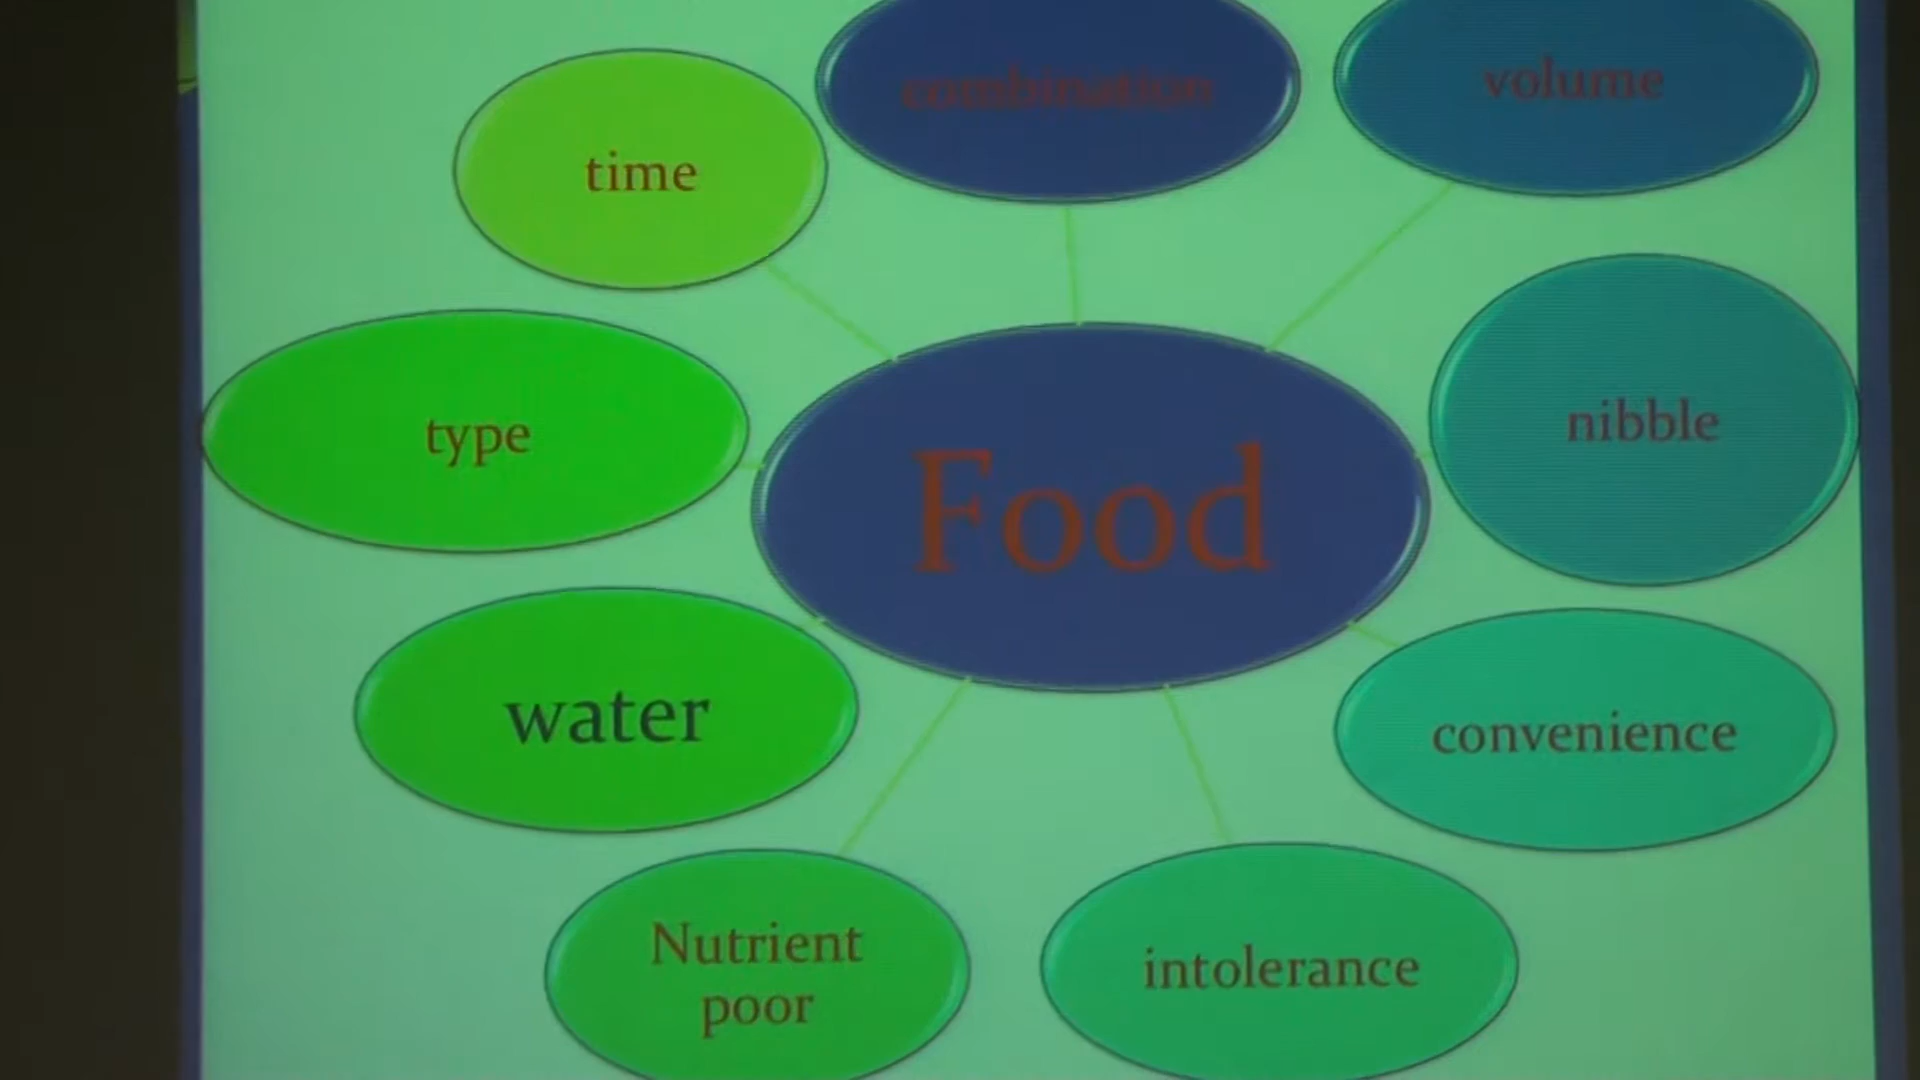 combination
volume
time
nibble
type
Food
water
convenience
Nutrient
poor
intolerance